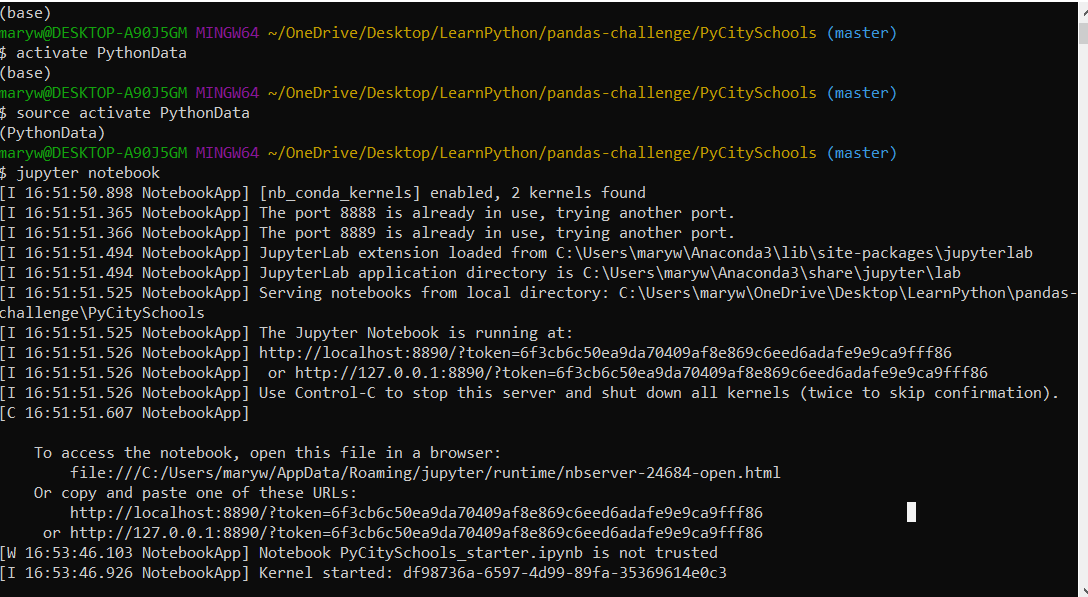 (base)
maryw@DESKTOP-A90J5GM MINGW64 ~/OneDrive/Desktop/LearnPython/pandas-challenge/PyCitySchools (master)
$ activate PythonData
(base)
maryw@DESKTOP-A90J5GM MINGW64 ~/OneDrive/Desktop/LearnPython/pandas-challenge/PyCitySchools (master)
$ source activate PythonData
(PythonData)
maryw@DESKTOP-A90J5GM MINGW64 ~/OneDrive/Desktop/LearnPython/pandas-challenge/PyCitySchools (master)
$ jupyter notebook
[I 16:51:50.898 NotebookApp] [nb_conda_kernels] enabled, 2 kernels found
[I 16:51:51.365 NotebookApp] The port 8888 is already in use, trying another port.
[I 16:51:51.366 NotebookApp] The port 8889 is already in use, trying another port.
[I 16:51:51.494 NotebookApp] JupyterLab extension loaded from C:\Users\maryw\Anaconda3\lib\site-packages\jupyterlab
[I 16:51:51.494 NotebookApp] JupyterLab application directory is C:\Users\maryw\Anaconda3\share\jupyter\lab
[I 16:51:51.525 NotebookApp] Serving notebooks from local directory: C:\Users\maryw\OneDrive\Desktop\LearnPython\pandas-
challenge\PyCitySchools
[I 16:51:51.525 NotebookApp] The Jupyter Notebook is running at:
[I 16:51:51.526 NotebookApp] http://localhost:8890/?token=6f3cb6c50ea9da70409af8e869c6eed6adafe9e9ca9fff86
[I 16:51:51.526 NotebookApp]  or http://127.0.0.1:8890/?token=6f3cb6c50ea9da70409af8e869c6eed6adafe9e9ca9fff86
[I 16:51:51.526 NotebookApp] Use Control-C to stop this server and shut down all kernels (twice to skip confirmation).
[C 16:51:51.607 NotebookApp]
To access the notebook, open this file in a browser:
file:///C:/Users/maryw/AppData/Roaming/jupyter/runtime/nbserver-24684-open.html
Or copy and paste one of these URLs:
http://localhost:8890/?token=6f3cb6c50ea9da70409af8e869c6eed6adafe9e9ca9fff86
or http://127.0.0.1:8890/?token=6f3cb6c50ea9da70409af8e869c6eed6adafe9e9ca9fff86
[W 16:53:46.103 NotebookApp] Notebook PyCitySchools_starter.ipynb is not trusted
[I 16:53:46.926 NotebookApp] Kernel started: df98736a-6597-4d99-89fa-35369614e0c3